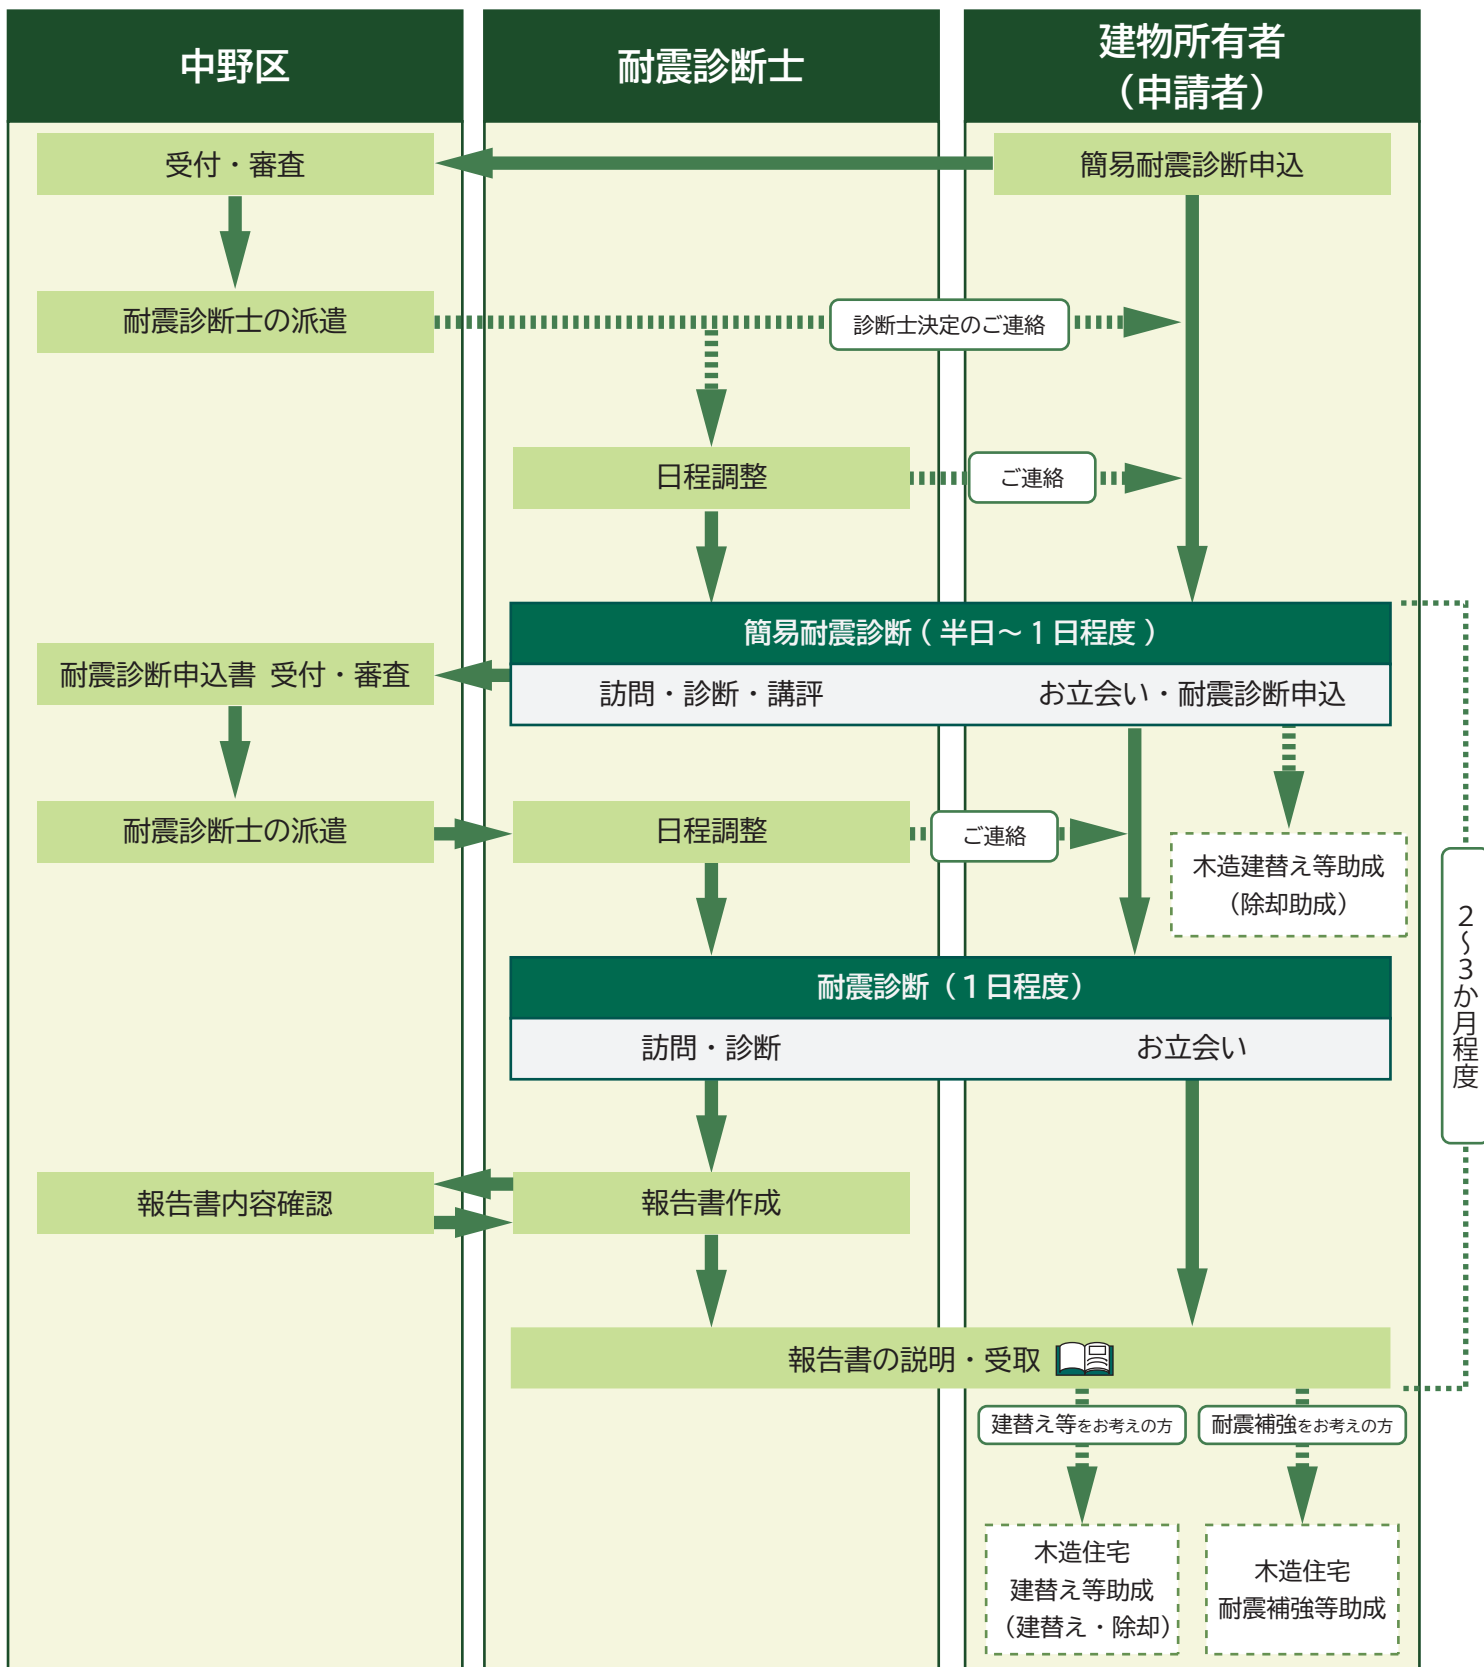 中野区
耐震診断士
建物所有者
（申請者）
受付・審査
簡易耐震診断申込
耐震診断士の派遣
診断士決定のご連絡
日程調整
ご連絡
簡易耐震診断（半日～１日程度）
耐震診断申込書 受付・審査
訪問・診断・講評
お立会い・耐震診断申込
耐震診断士の派遣
日程調整
ご連絡
木造建替え等助成
（除却助成）
2～3か月程度
耐震診断（１日程度）
訪問・診断
お立会い
報告書内容確認
報告書作成
報告書の説明・受取
建替え等をお考えの方
耐震補強をお考えの方
木造住宅
建替え等助成
（建替え・除却）
木造住宅
耐震補強等助成